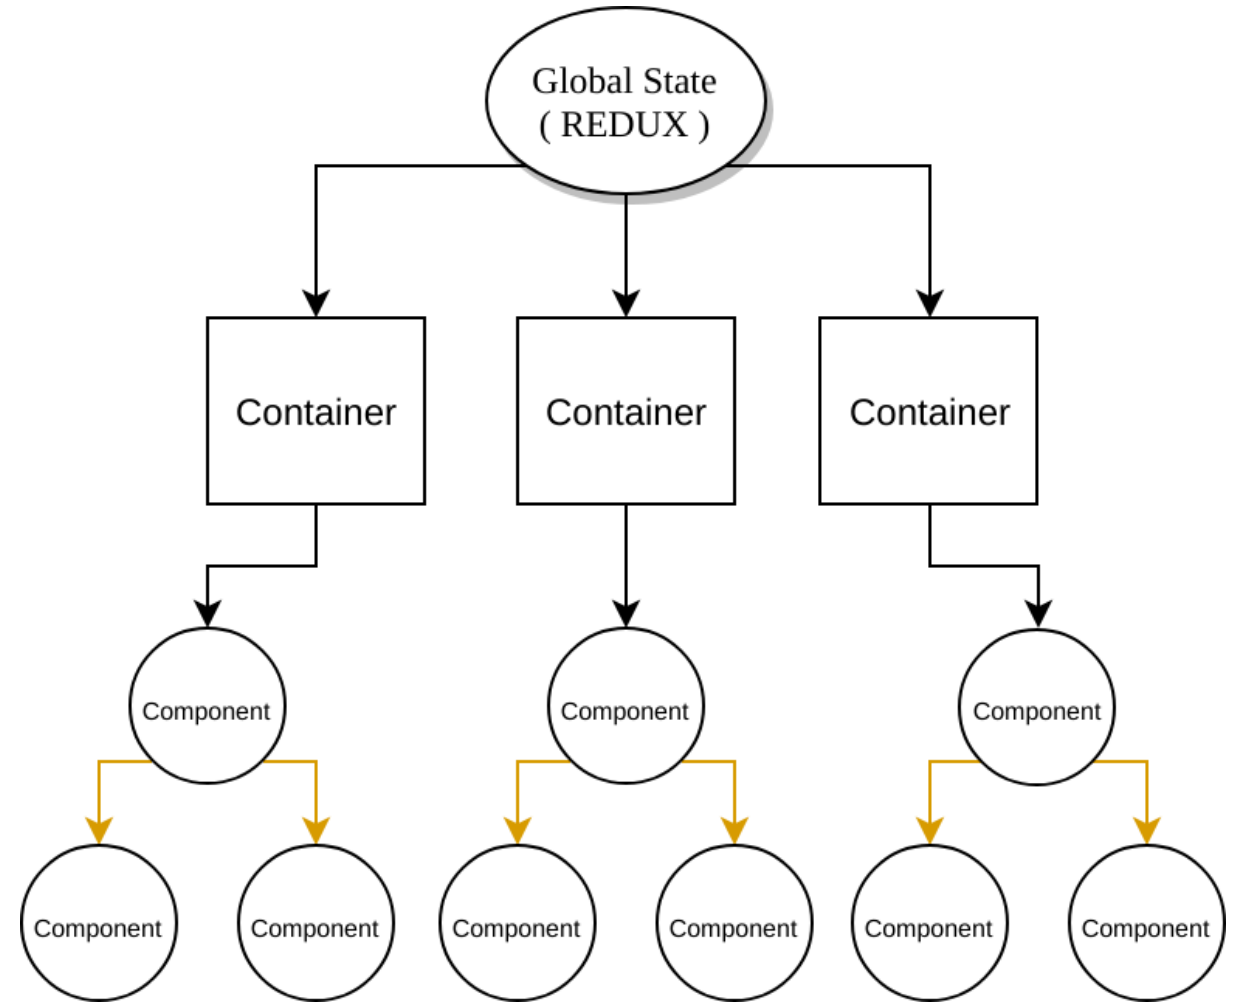 Global State
( REDUX )
Container
Container
Container
Component
Component
Component
Component
Component
Component
Component
Component
Component